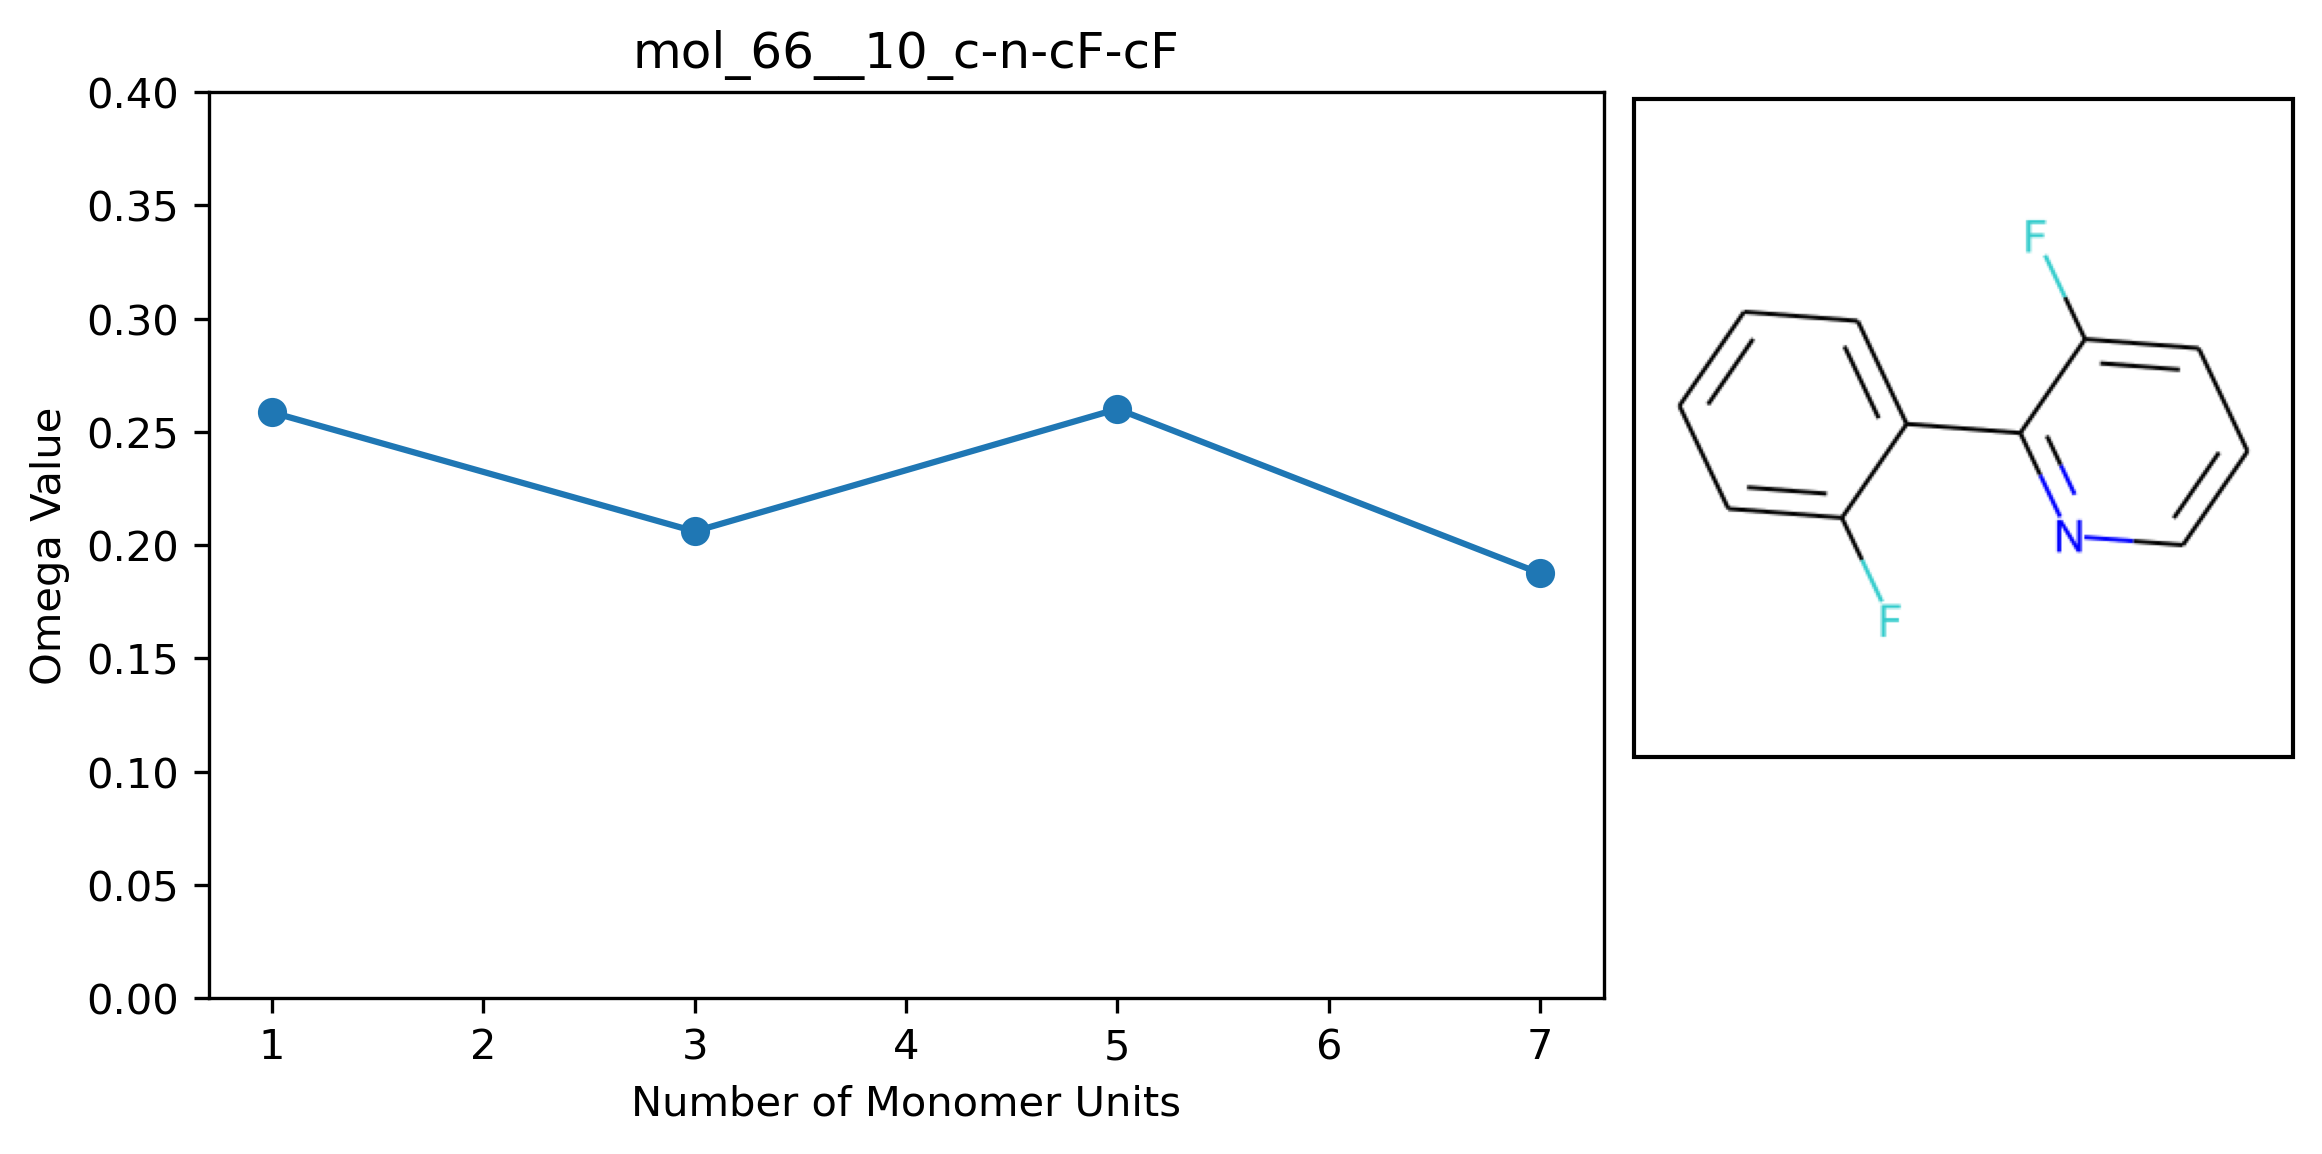 mol_66__10_c-n-cF-cF
0.40
0.35
0.30
0.25
0.20
0.15
0.10
0.05
0.00
Omega Value
1 2 3 4 5 6 7
Number of Monomer Units
F
N
F